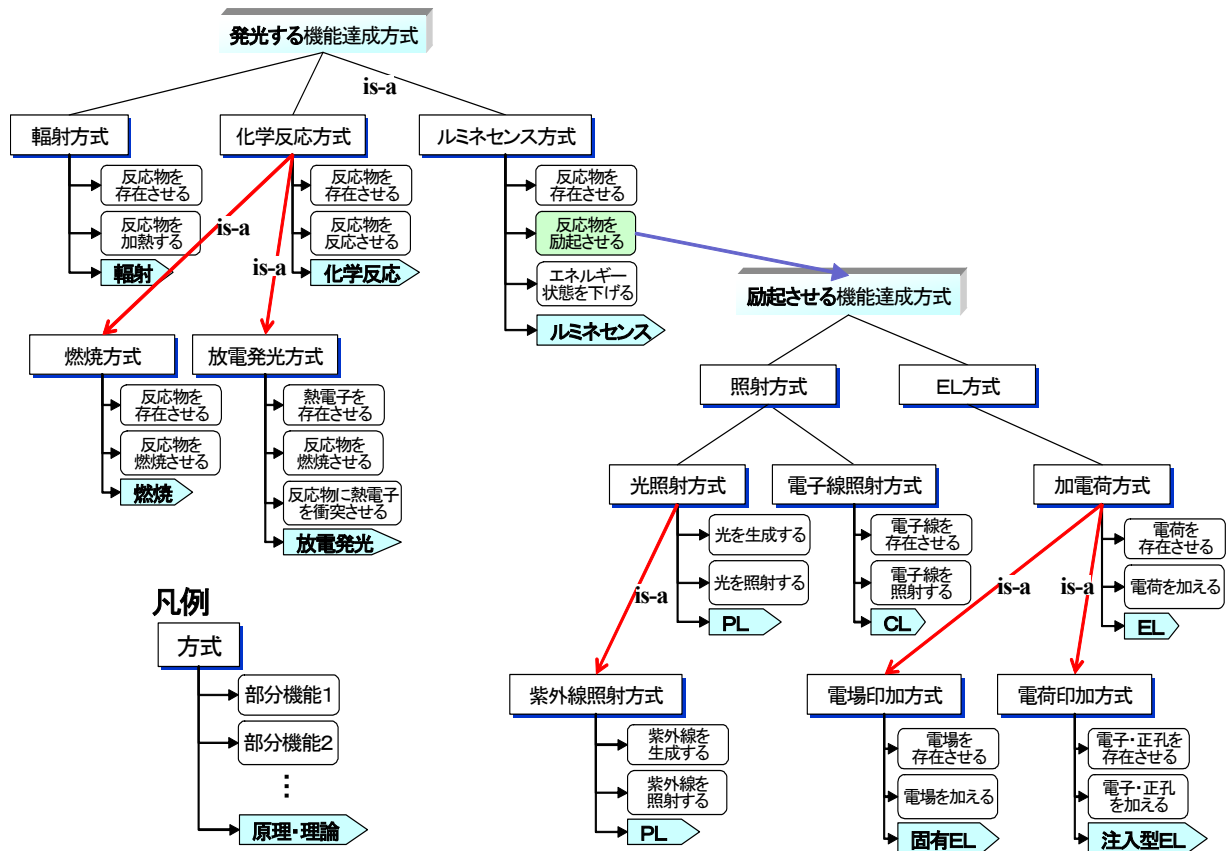 発光する機能達成方式
is-a
輻射方式
反応物を
存在させる
反応物を
加熱する
輻射
化学反応方式
反応物を
存在させる
反応物を
反応させる
化学反応
is-a
is-a
ルミネセンス方式
反応物を
存在させる
反応物を
励起させる
エネルギー
状態を下げる
ルミネセンス
燃焼方式
反応物を
存在させる
反応物を
燃焼させる
燃焼
放電発光方式
熱電子を
存在させる
反応物を
燃焼させる
反応物に熱電子
を衝突させる
放電発光
励起させる機能達成方式
照射方式
EL方式
光照射方式
光を生成する
光を照射する
PL
is-a
電子線照射方式
電子線を
存在させる
電子線を
照射する
CL
加電荷方式
電荷を
存在させる
電荷を加える
EL
is-a
is-a
紫外線照射方式
紫外線を
生成する
紫外線を
照射する
PL
電場印加方式
電場を
存在させる
電場を加える
固有EL
電荷印加方式
電子・正孔を
存在させる
電子・正孔
を加える
注入型EL
凡例
方式
部分機能1
部分機能2
⋮
原理・理論